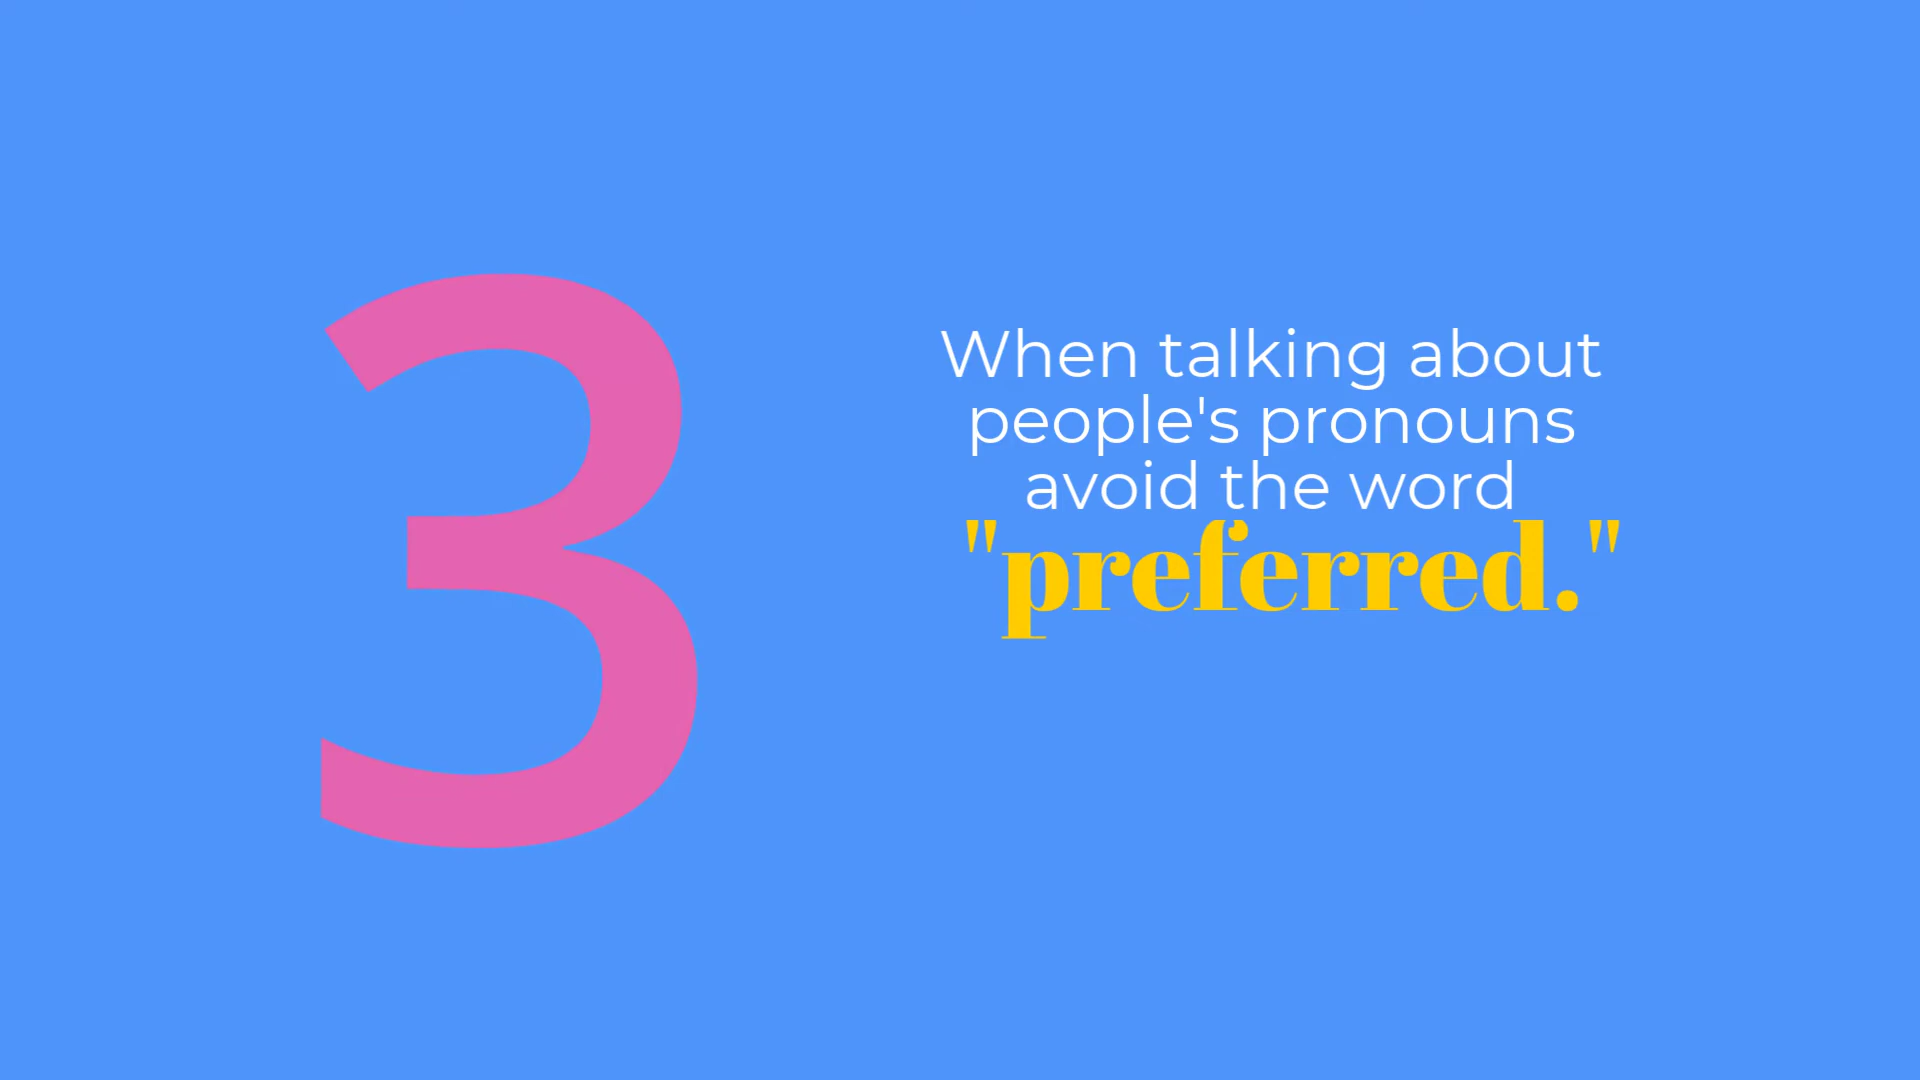 3
When talking about
people's pronouns
avoid the word
"preferred."